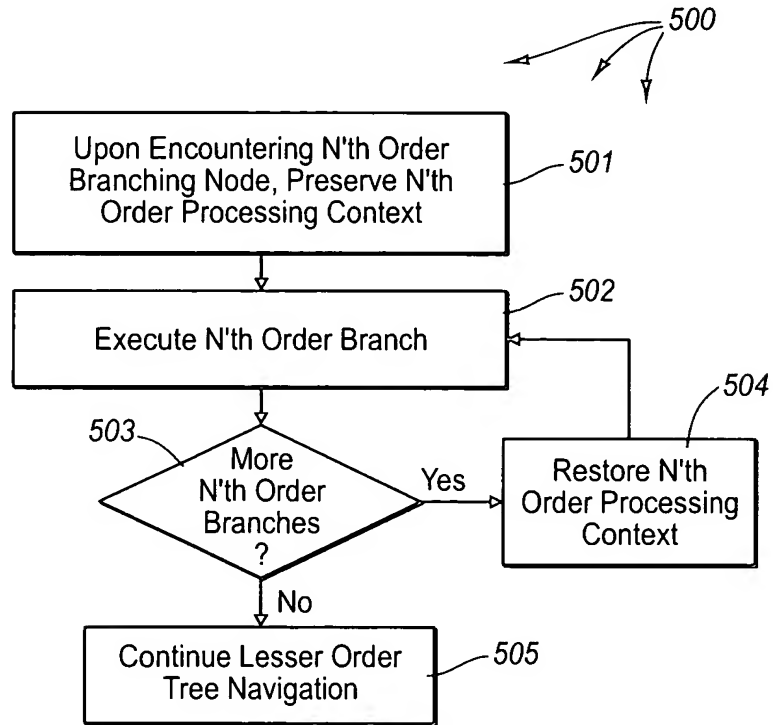 500
Upon Encountering N'th Order
Branching Node, Preserve N'th
Order Processing Context
501
502
Execute N'th Order Branch
503
More
N'th Order
Branches
?
Yes
504
Restore N'th
Order Processing
Context
No
Continue Lesser Order
Tree Navigation
505